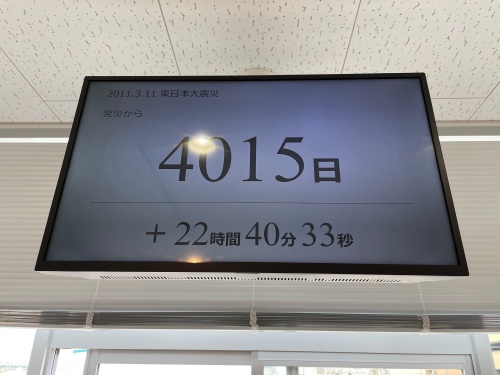 2011.3.11 東日本大震災
発災から
4015日
+ 22時間 40分 33秒